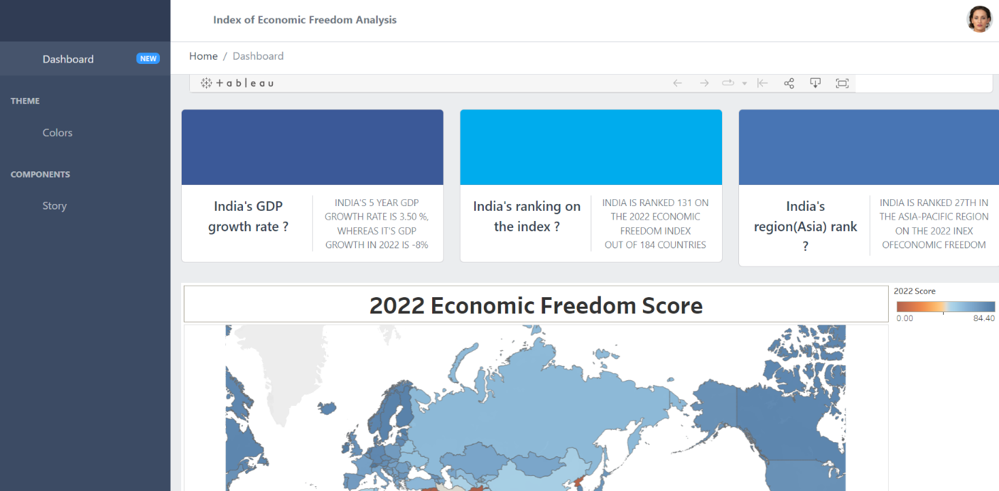 Index of Economic Freedom Analysis
Dashboard NEW
Home / Dashboard
+ a b | e a u
THEME
Colors
COMPONENTS
Story
India's GDP
growth rate ?
INDIA'S 5 YEAR GDP
GROWTH RATE IS 3.50 %,
WHEREAS IT'S GDP
GROWTH IN 2022 IS -8%
India's ranking on
the index ?
INDIA IS RANKED 131 ON
THE 2022 ECONOMIC
FREEDOM INDEX
OUT OF 184 COUNTRIES
India's
region(Asia) rank
?
INDIA IS RANKED 27TH IN
THE ASIA-PACIFIC REGION
ON THE 2022 INEX
OFECONOMIC FREEDOM
2022 Economic Freedom Score
2022 Score
0.00 84.40